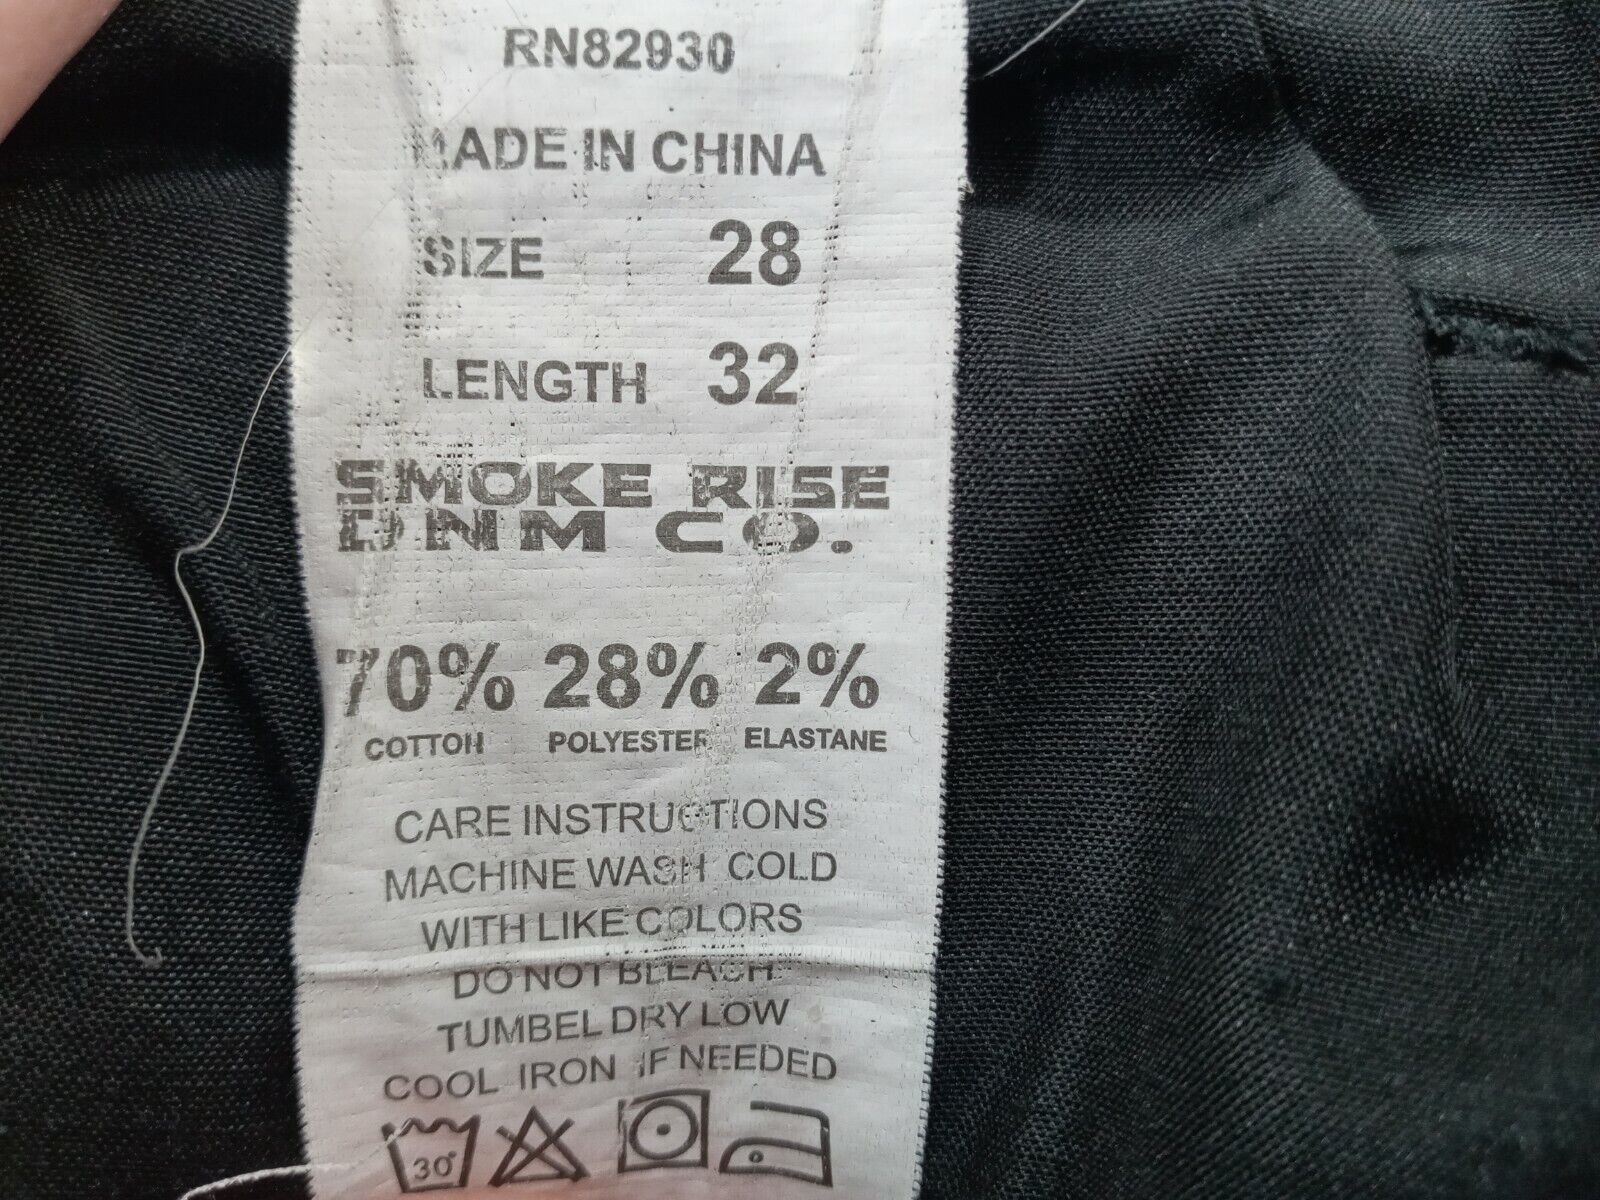 RN82930
MADE IN CHINA
SIZE 28
LENGTH 32
SMOKE RISE
DNM CO.
70% 28% 2%
COTTON POLYESTER ELASTANE
CARE INSTRUCTIONS
MACHINE WASH COLD
WITH LIKE COLORS
DO NOT BLEACH
TUMBEL DRY LOW
COOL IRON IF NEEDED
30°